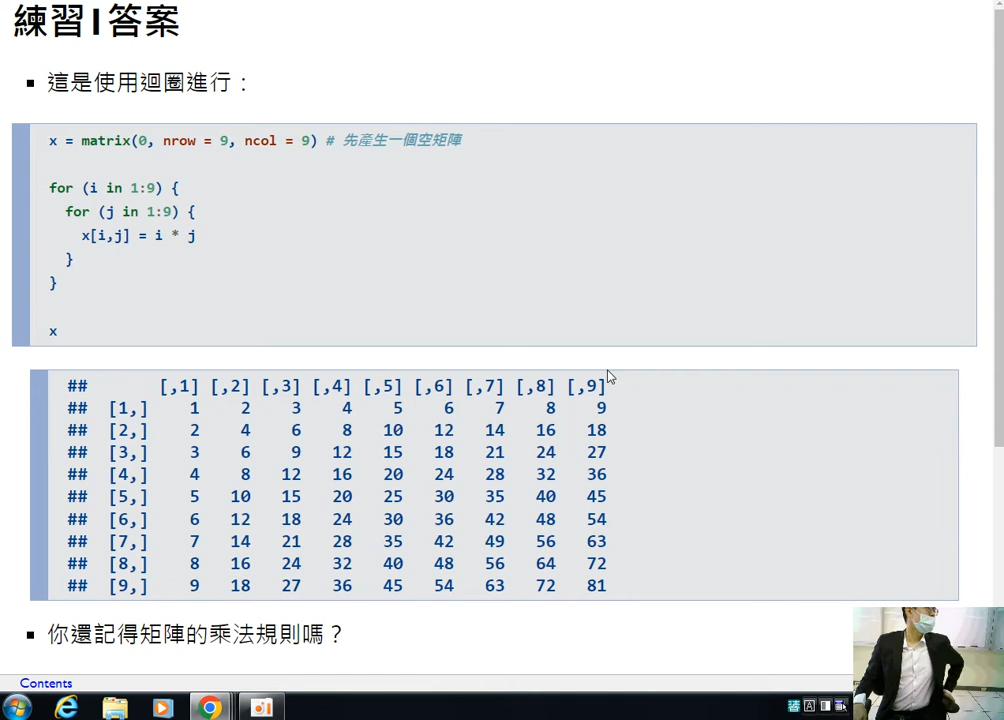 練習1答案
▪ 這是使用迴圈進行：
x = matrix(0, nrow = 9, ncol = 9) # 先產生一個空矩陣
for (i in 1:9) {
for (j in 1:9) {
x[i,j] = i * j
}
}
x
## [,1] [,2] [,3] [,4] [,5] [,6] [,7] [,8] [,9]
## [1,] 1 2 3 4 5 6 7 8 9
## [2,] 2 4 6 8 10 12 14 16 18
## [3,] 3 6 9 12 15 18 21 24 27
## [4,] 4 8 12 16 20 24 28 32 36
## [5,] 5 10 15 20 25 30 35 40 45
## [6,] 6 12 18 24 30 36 42 48 54
## [7,] 7 14 21 28 35 42 49 56 63
## [8,] 8 16 24 32 40 48 56 64 72
## [9,] 9 18 27 36 45 54 63 72 81
▪ 你還記得矩陣的乘法規則嗎？
Contents